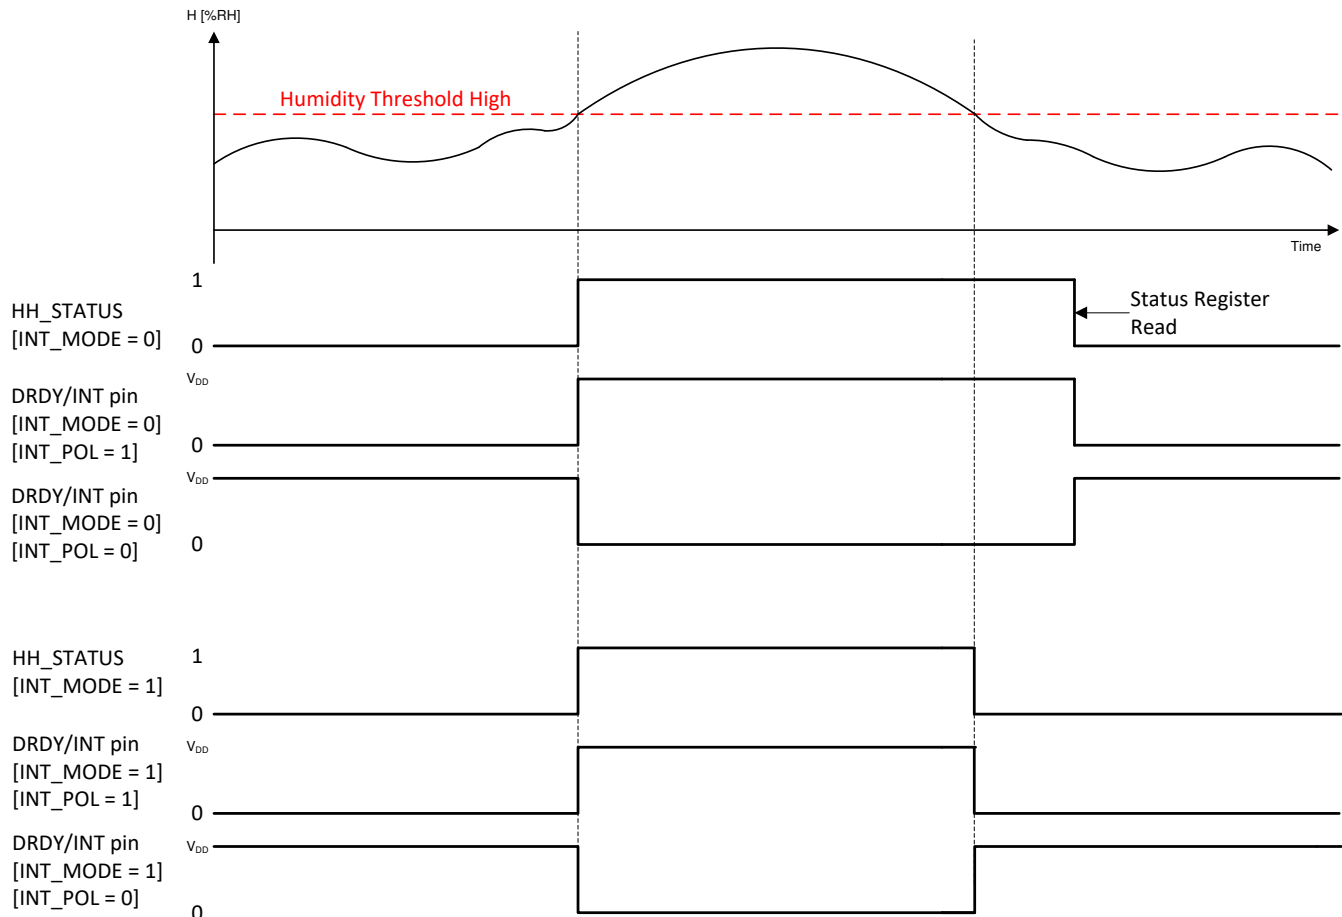 H [%RH]
Humidity Threshold High
Time
1
HH_STATUS
[INT_MODE = 0]
0
Status Register
Read
VDD
DRDY/INT pin
[INT_MODE = 0]
[INT_POL = 1]
0
VDD
DRDY/INT pin
[INT_MODE = 0]
[INT_POL = 0]
0
HH_STATUS
[INT_MODE = 1]
1
0
DRDY/INT pin
[INT_MODE = 1]
[INT_POL = 1]
VDD
0
DRDY/INT pin
[INT_MODE = 1]
[INT_POL = 0]
VDD
0